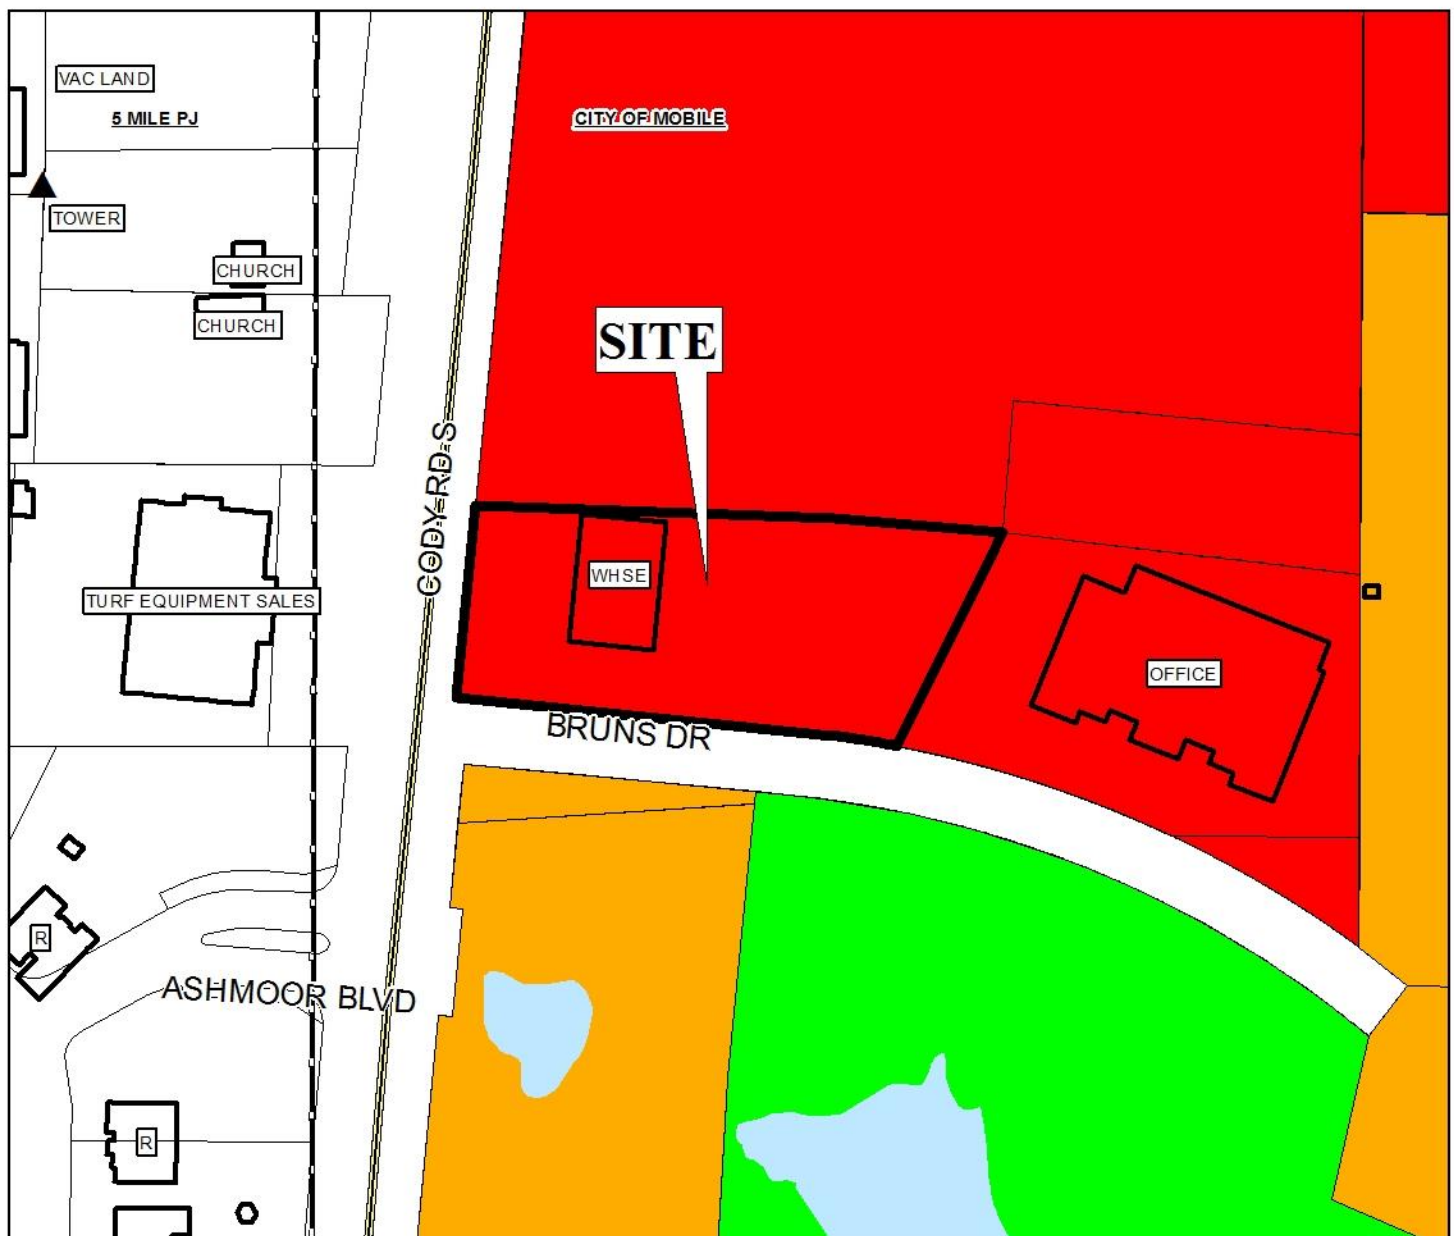 VAC LAND
5 MILE PJ
CITY OF MOBILE
TOWER
CHURCH
CHURCH
SITE
CODY RD S
WHSE
TURF EQUIPMENT SALES
OFFICE
BRUNS DR
R
ASHMOOR BLVD
R